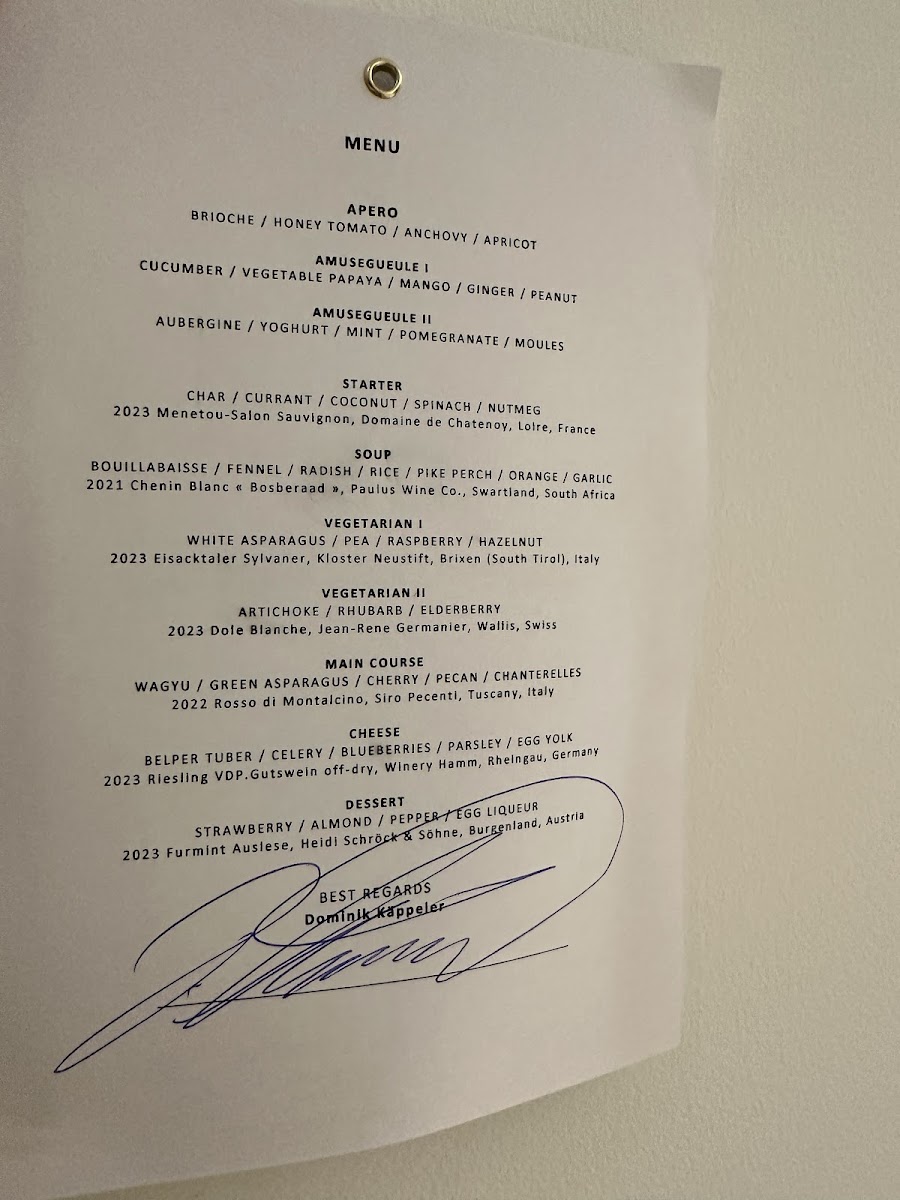 MENU
APERO
BRIOCHE / HONEY TOMATO / ANCHOVY / APRICOT
AMUSEGUEULE I
CUCUMBER / VEGETABLE PAPAYA / MANGO / GINGER / PEANUT
AMUSEGUEULE II
AUBERGINE / YOGHURT / MINT / POMEGRANATE / MOULES
STARTER
CHAR / CURRANT / COCONUT / SPINACH / NUTMEG
2023 Menetou-Salon Sauvignon, Domaine de Chatenoy, Loire, France
SOUP
BOUILLABAISSE / FENNEL / RADISH / RICE / PIKE PERCH / ORANGE / GARLIC
2021 Chenin Blanc « Bosberaad », Paulus Wine Co., Swartland, South Africa
VEGETARIAN I
WHITE ASPARAGUS / PEA / RASPBERRY / HAZELNUT
2023 Eisacktaler Sylvaner, Kloster Neustift, Brixen (South Tirol), Italy
VEGETARIAN II
ARTICHOKE / RHUBARB / ELDERBERRY
2023 Dole Blanche, Jean-Rene Germanier, Wallis, Swiss
MAIN COURSE
WAGYU / GREEN ASPARAGUS / CHERRY / PECAN / CHANTERELLES
2022 Rosso di Montalcino, Siro Pecenti, Tuscany, Italy
CHEESE
BELPER TUBER / CELERY / BLUEBERRIES / PARSLEY / EGG YOLK
2023 Riesling VDP.Gutswein off-dry, Winery Hamm, Rheingau, Germany
DESSERT
STRAWBERRY / ALMOND / PEPPER / EGG LIQUEUR
2023 Furmint Auslese, Heidi Schröck & Söhne, Burgenland, Austria
BEST REGARDS
Dominik Käppeler